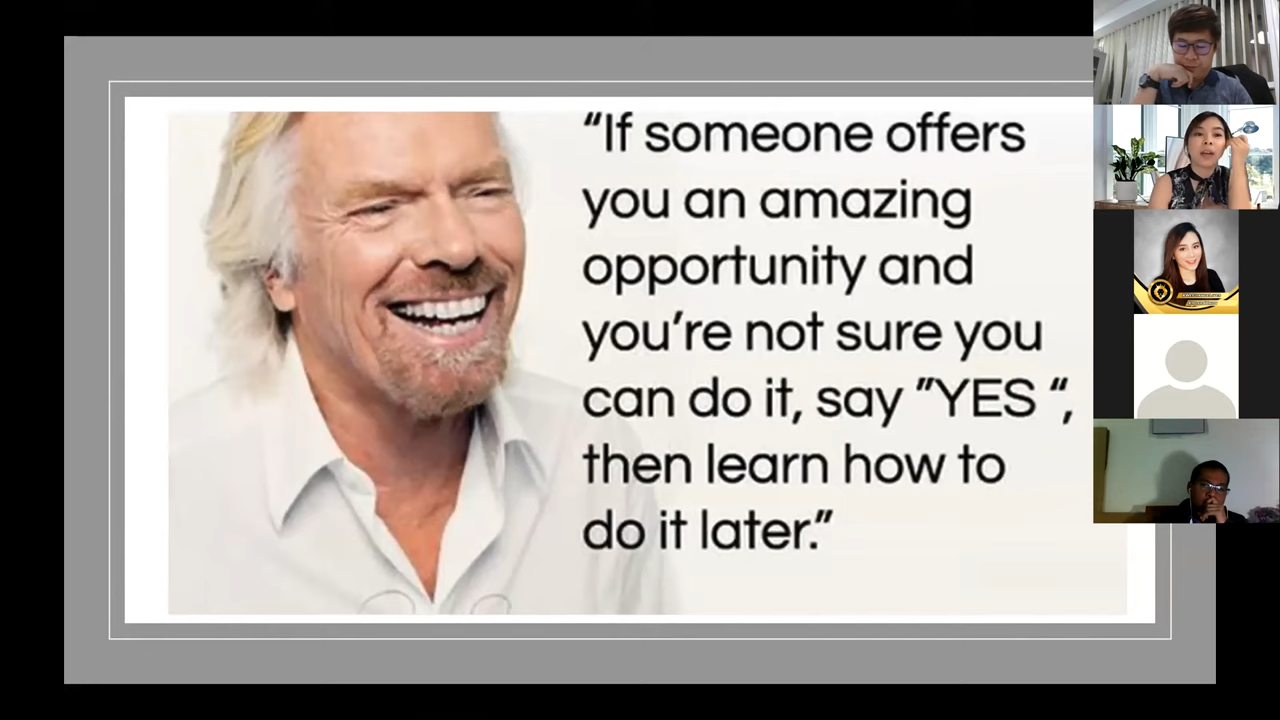 “If someone offers
you an amazing
opportunity and
you’re not sure you
can do it, say ”YES “,
then learn how to
do it later.”